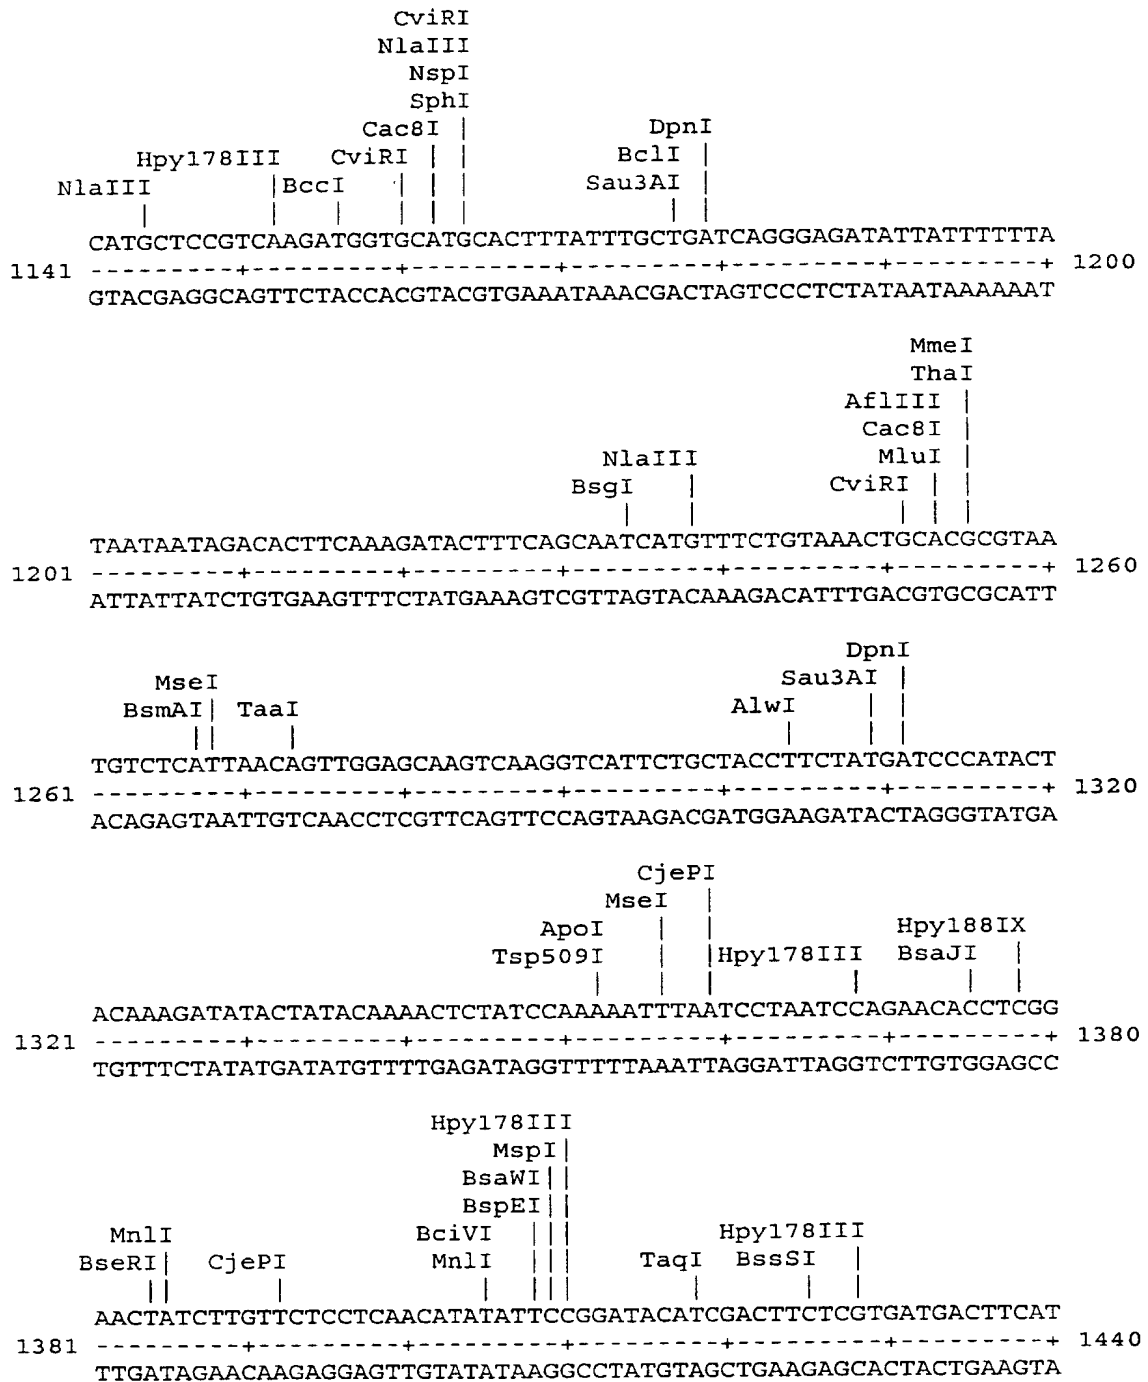 CviRI
NlaIII
NspI
SphI
Cac8I | DpnI
Hpy178III CviRI | | BclI |
NlaIII | BccI | | | Sau3AI |
| | | | | | | |
CATGCTCCGTCAAGATGGTGCATGCACTTTATTTGCTGATCAGGGAGATATTATTTTTTA
1141 ---------+---------+---------+---------+---------+---------+ 1200
GTACGAGGCAGTTCTACCACGTACGTGAAATAAACGACTAGTCCCTCTATAATAAAAAAT
MmeI
ThaI
AflIII |
Cac8I |
NlaIII MluI |
BsgI | CviRI | |
| | | | |
TAATAATAGACACTTCAAAGATACTTTCAGCAATCATGTTTCTGTAAACTGCACGCGTAA
1201 ---------+---------+---------+---------+---------+---------+ 1260
ATTATTATCTGTGAAGTTTCTATGAAAGTCGTTAGTACAAAGACATTTGACGTGCGCATT
DpnI
MseI Sau3AI |
BsmAI| TaaI AlwI | |
|| | | | |
TGTCTCATTAACAGTTGGAGCAAGTCAAGGTCATTCTGCTACCTTCTATGATCCCATACT
1261 ---------+---------+---------+---------+---------+---------+ 1320
ACAGAGTAATTGTCAACCTCGTTCAGTTCCAGTAAGACGATGGAAGATACTAGGGTATGA
CjePI
MseI |
ApoI | | Hpy188IX
Tsp509I | |Hpy178III BsaJI |
| | | | | |
ACAAAGATATACTATACAAAACTCTATCCAAAAATTTAATCCTAATCCAGAACACCTCGG
1321 ---------+---------+---------+---------+---------+---------+ 1380
TGTTTCTATATGATATGTTTTGAGATAGGTTTTTAAATTAGGATTAGGTCTTGTGGAGCC
Hpy178III
MspI|
BsaWI||
BspEI||
MnlI BciVI ||| Hpy178III
BseRI| CjePI MnlI ||| TaqI BssSI |
|| | | ||| | | |
AACTATCTTGTTCTCCTCAACATATATTCCGGATACATCGACTTCTCGTGATGACTTCAT
1381 ---------+---------+---------+---------+---------+---------+ 1440
TTGATAGAACAAGAGGAGTTGTATATAAGGCCTATGTAGCTGAAGAGCACTACTGAAGTA